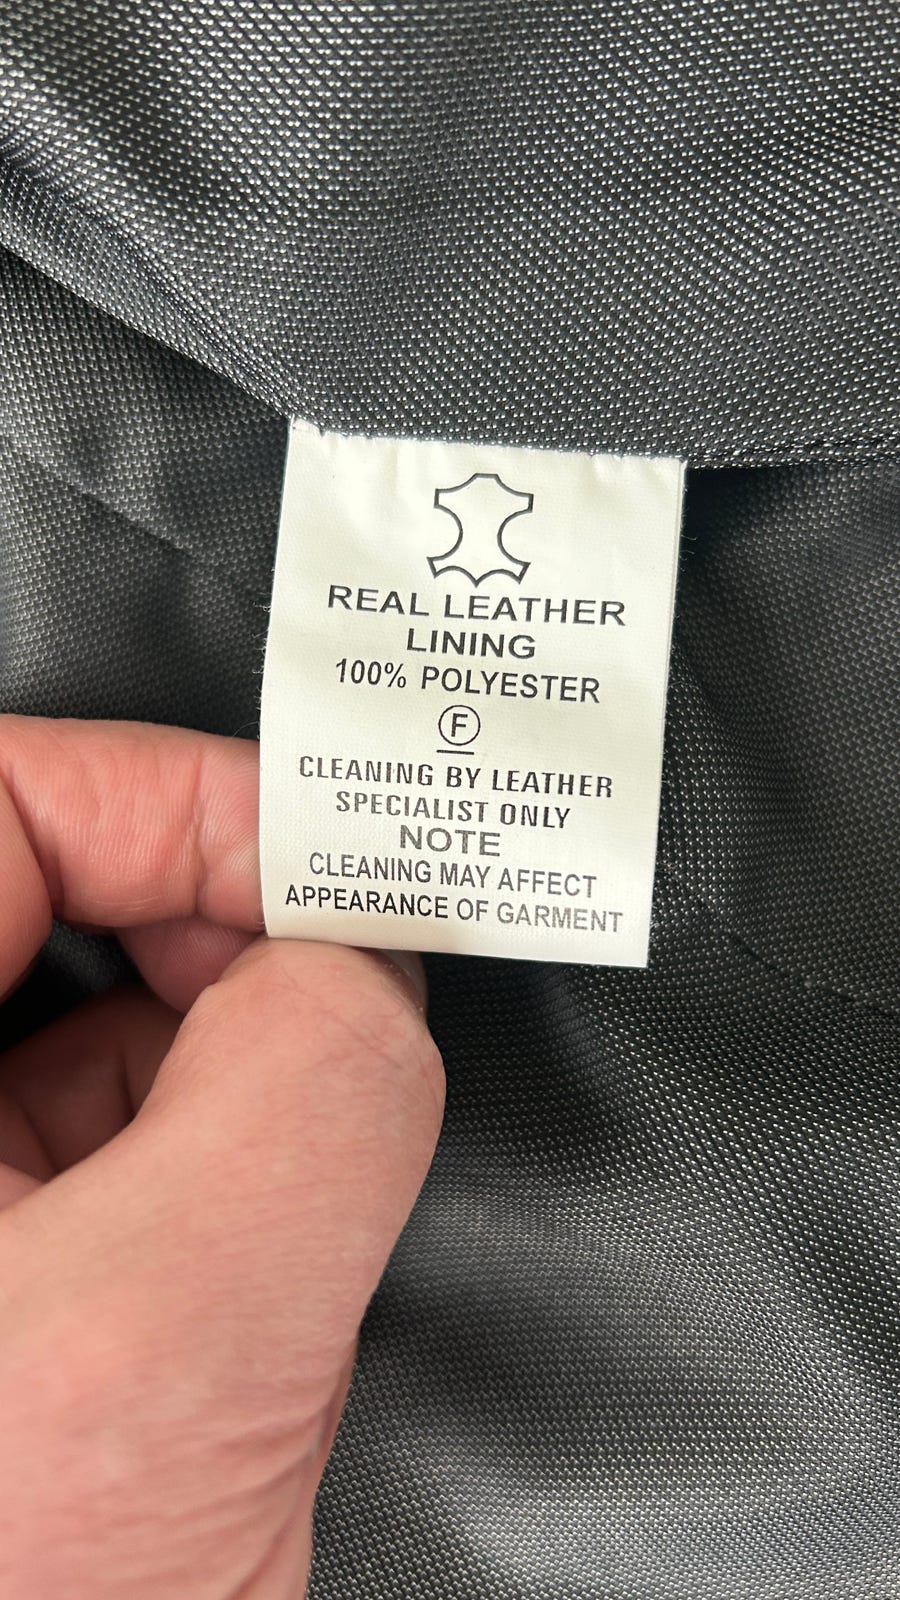 REAL LEATHER
LINING
100% POLYESTER
F
CLEANING BY LEATHER
SPECIALIST ONLY
NOTE
CLEANING MAY AFFECT
APPEARANCE OF GARMENT